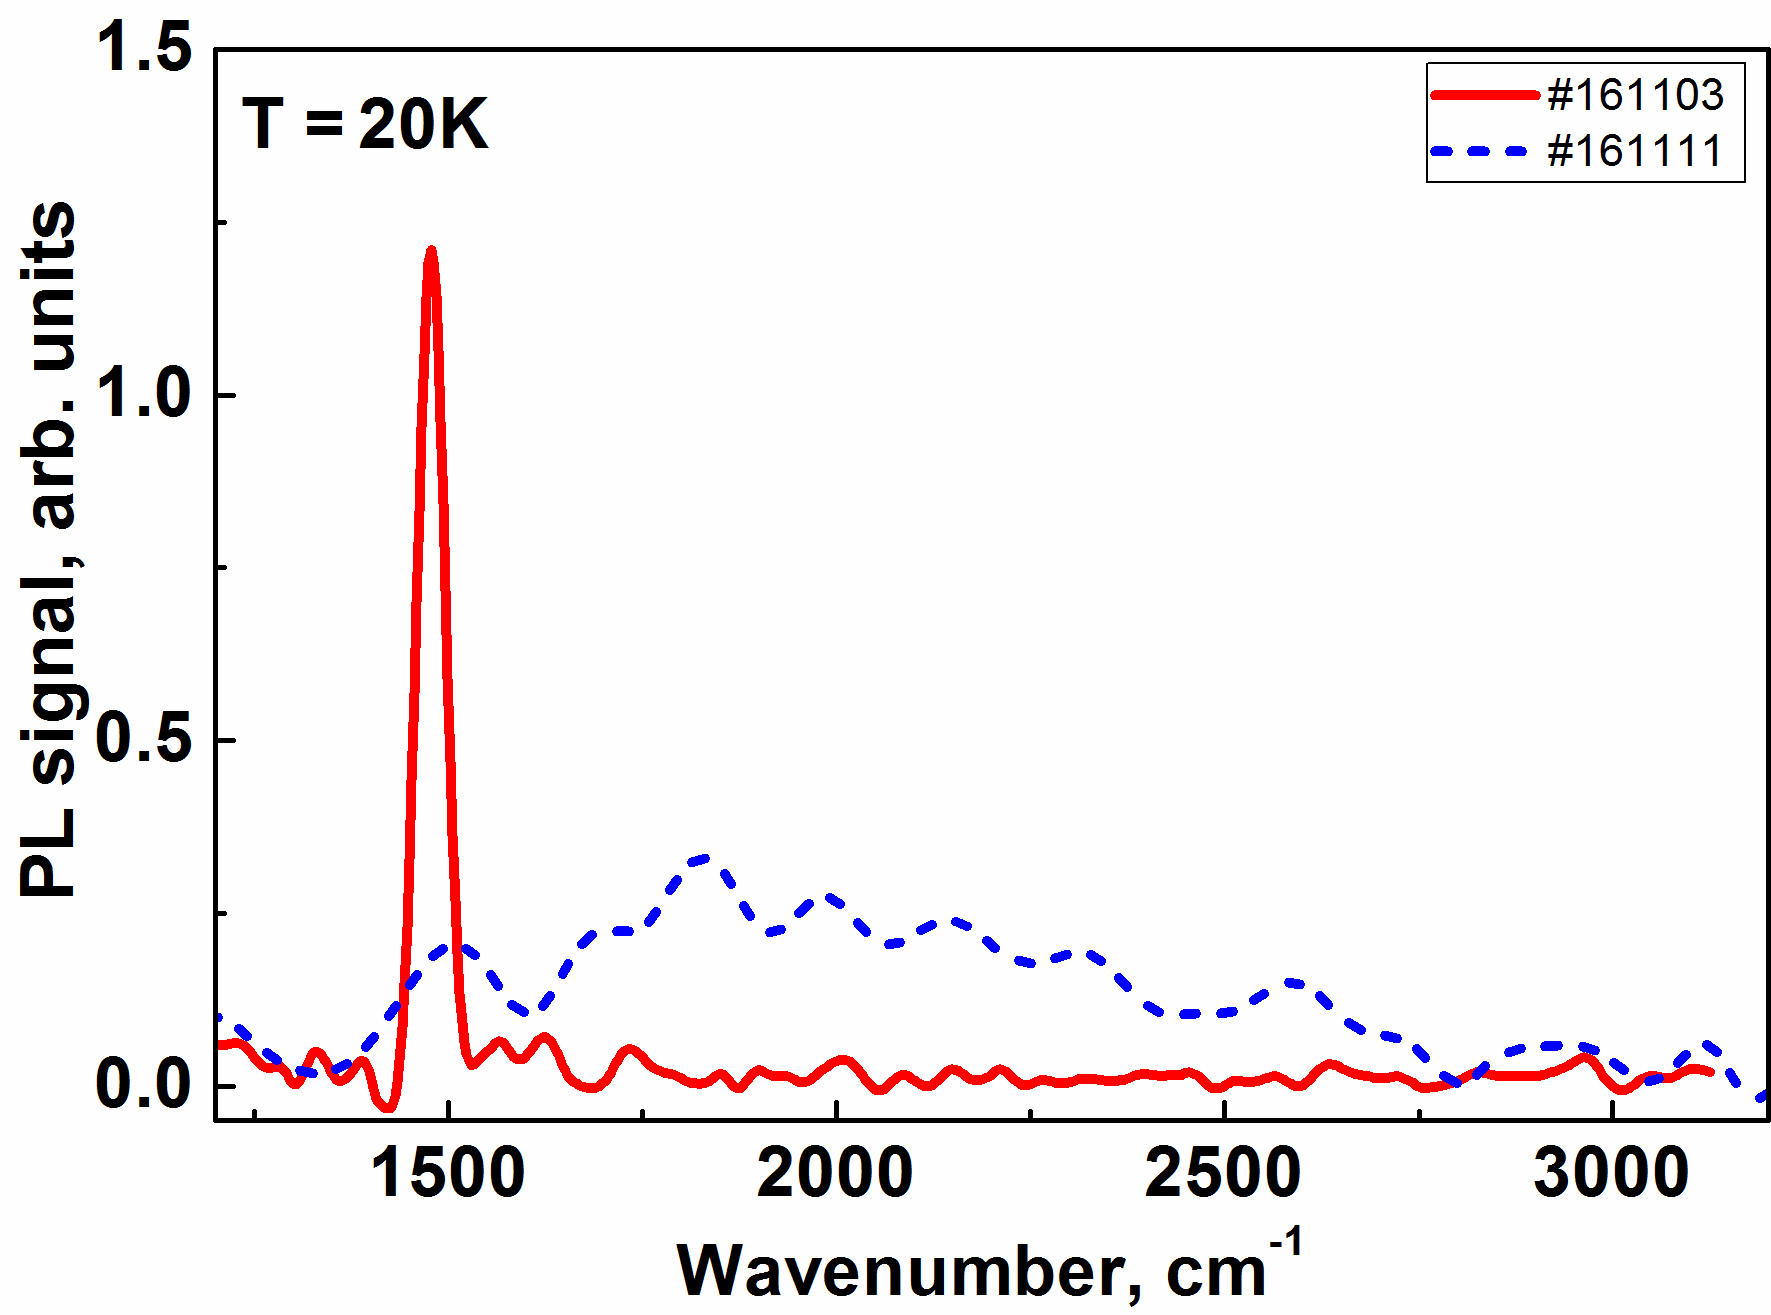 1.5
T = 20K
#161103
#161111
1.0
0.5
0.0
PL signal, arb. units
1500 2000 2500 3000
Wavenumber, cm-1